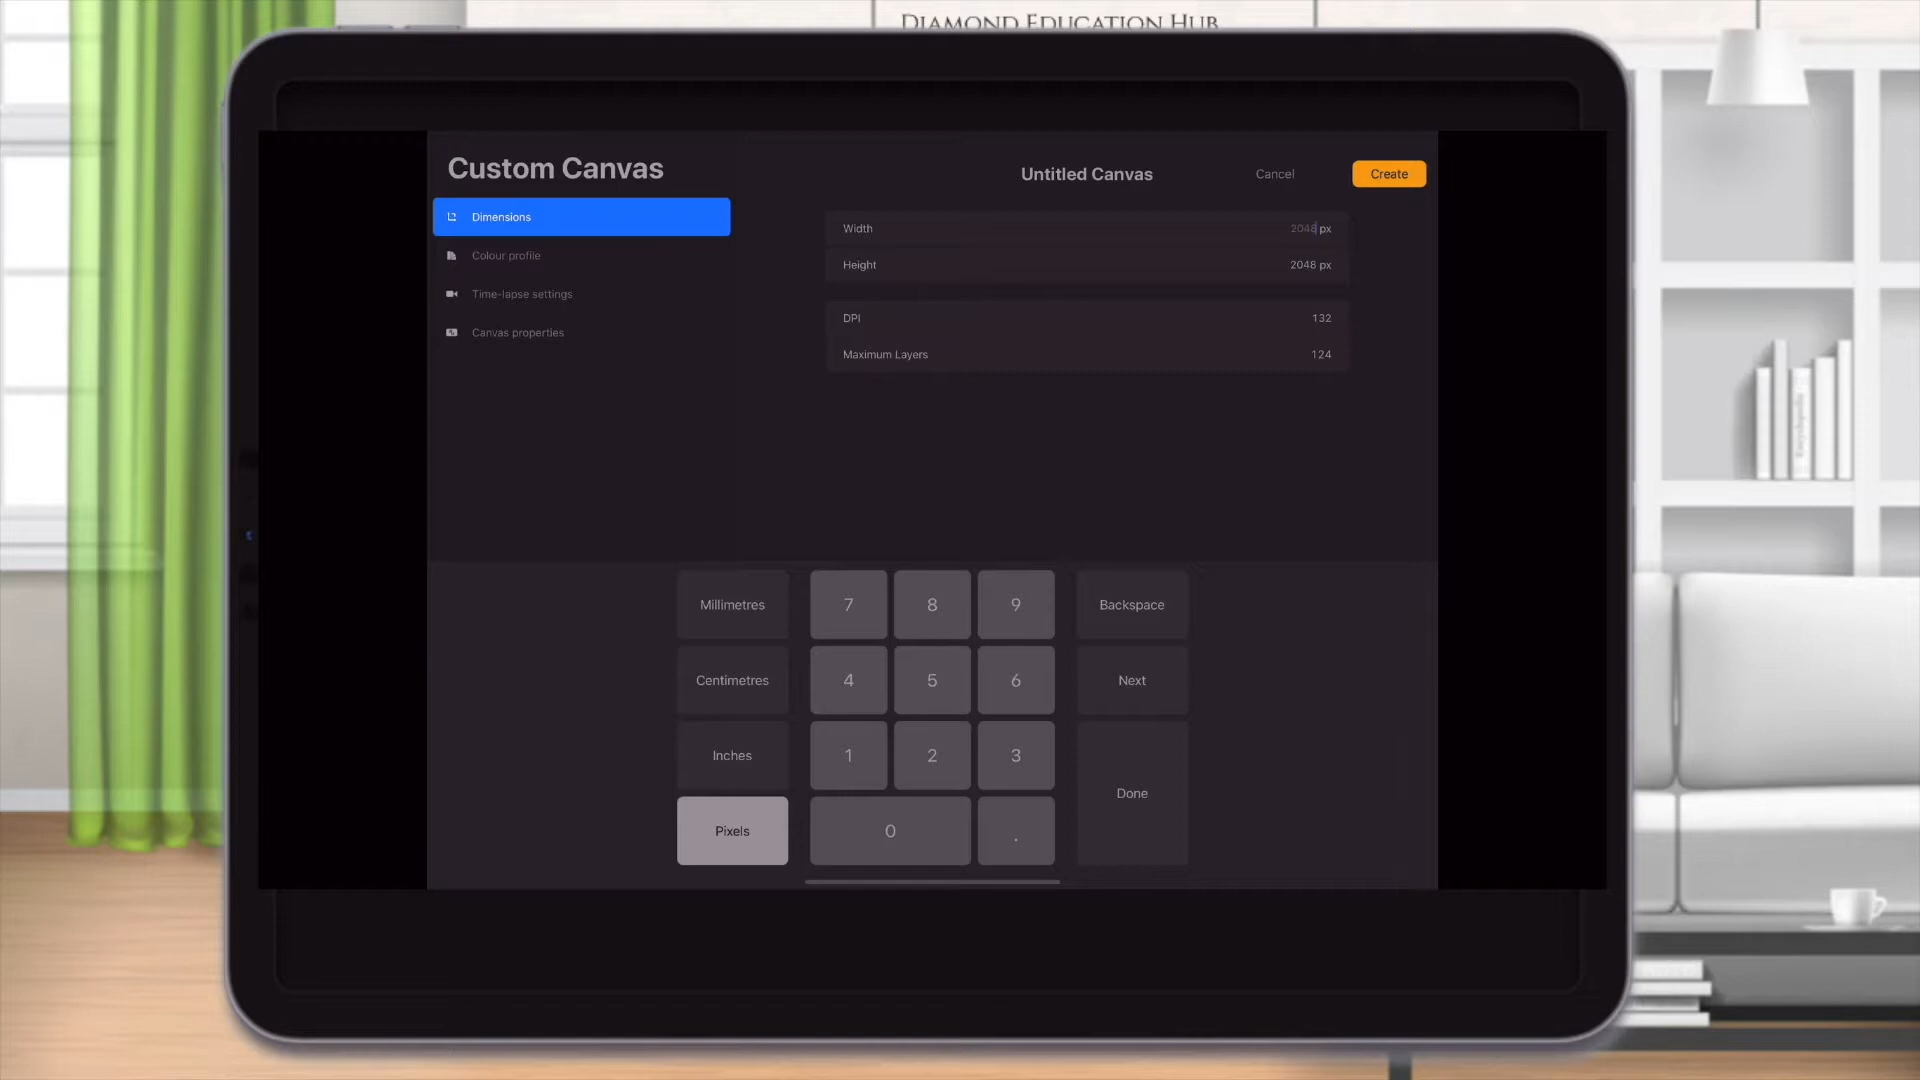 DIAMOND EDUCATION HUB
Custom Canvas
Untitled Canvas
Cancel
Create
Dimensions
Colour profile
Time-lapse settings
Canvas properties
Width 2048 px
Height 2048 px
DPI 132
Maximum Layers 124
Millimetres 7 8 9 Backspace
Centimetres 4 5 6 Next
Inches 1 2 3
Done
Pixels 0 .
Encyclopedia